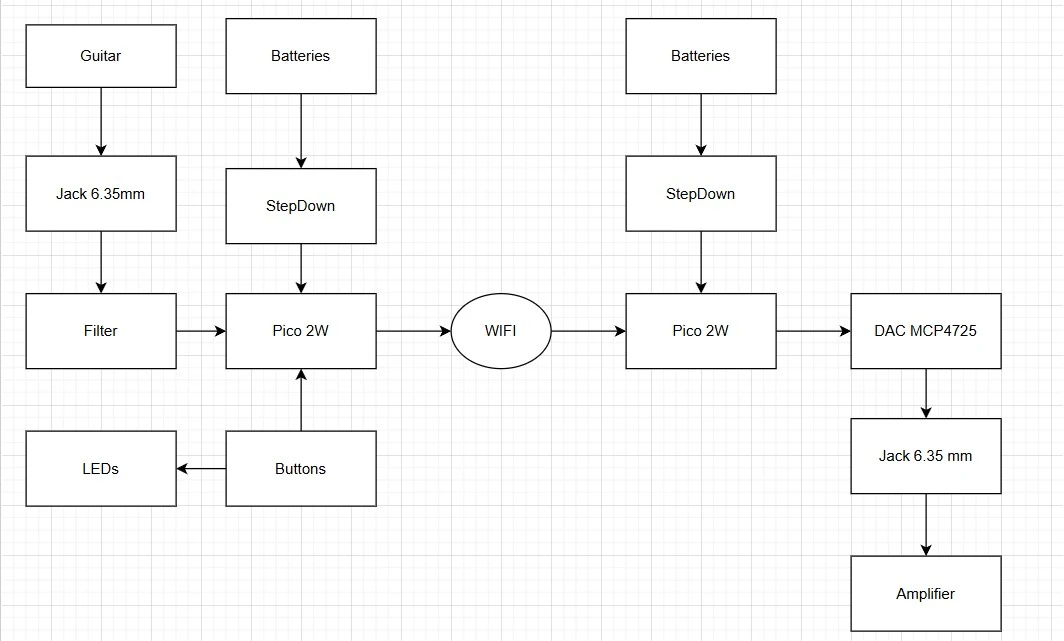 Guitar
Batteries
Batteries
Jack 6.35mm
StepDown
StepDown
Filter
Pico 2W
WIFI
Pico 2W
DAC MCP4725
LEDs
Buttons
Jack 6.35 mm
Amplifier